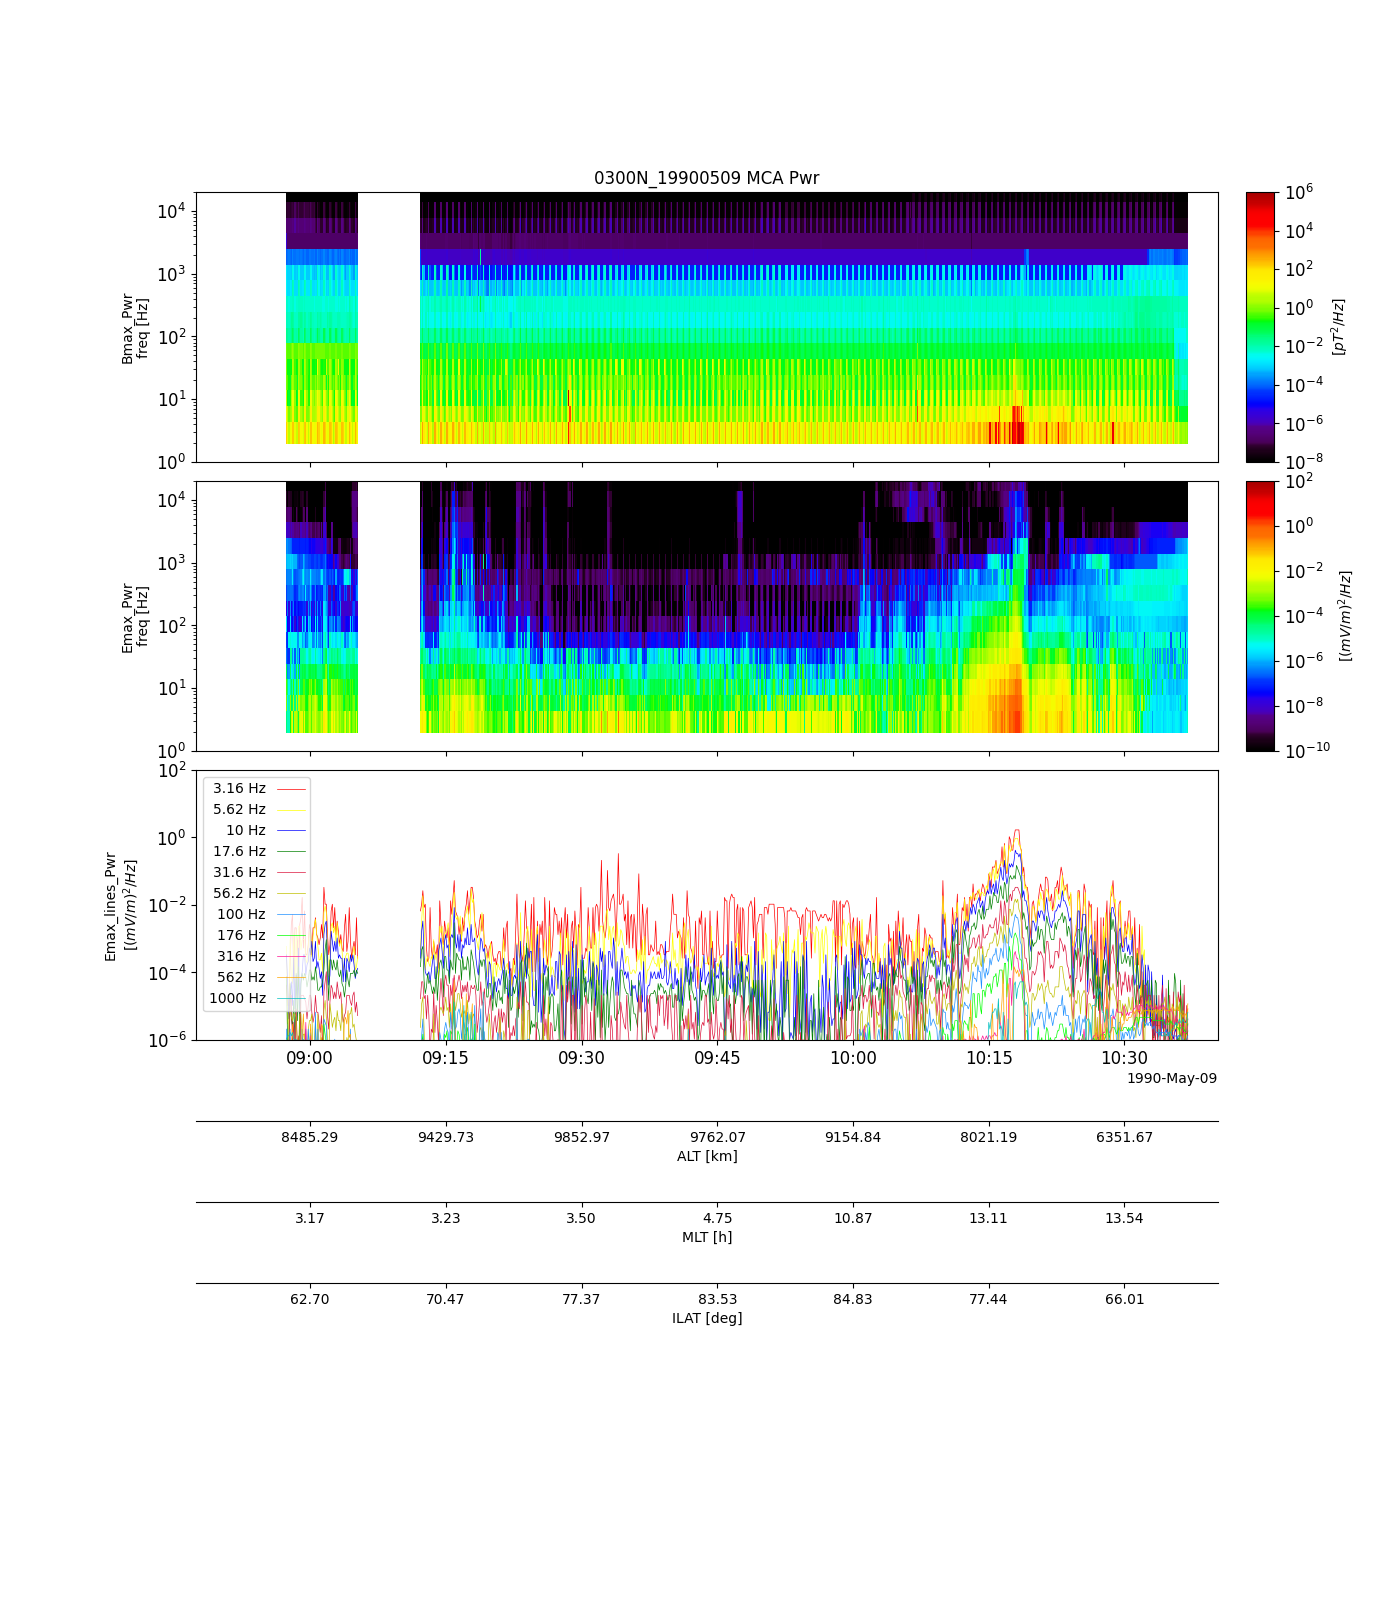 0300N_19900509 MCA Pwr
Bmax_Pwr
freq [Hz]
10^4
10^3
10^2
10^1
10^0
10^6
10^4
10^2
10^0
10^-2
10^-4
10^-6
10^-8
[pT^2/Hz]
Emax_Pwr
freq [Hz]
10^4
10^3
10^2
10^1
10^0
10^2
10^0
10^-2
10^-4
10^-6
10^-8
10^-10
[(mV/m)^2/Hz]
Emax_lines_Pwr
[(mV/m)^2/Hz]
10^2
10^0
10^-2
10^-4
10^-6
3.16 Hz
5.62 Hz
10 Hz
17.6 Hz
31.6 Hz
56.2 Hz
100 Hz
176 Hz
316 Hz
562 Hz
1000 Hz
09:00 09:15 09:30 09:45 10:00 10:15 10:30
1990-May-09
8485.29 9429.73 9852.97 9762.07 9154.84 8021.19 6351.67
ALT [km]
3.17 3.23 3.50 4.75 10.87 13.11 13.54
MLT [h]
62.70 70.47 77.37 83.53 84.83 77.44 66.01
ILAT [deg]